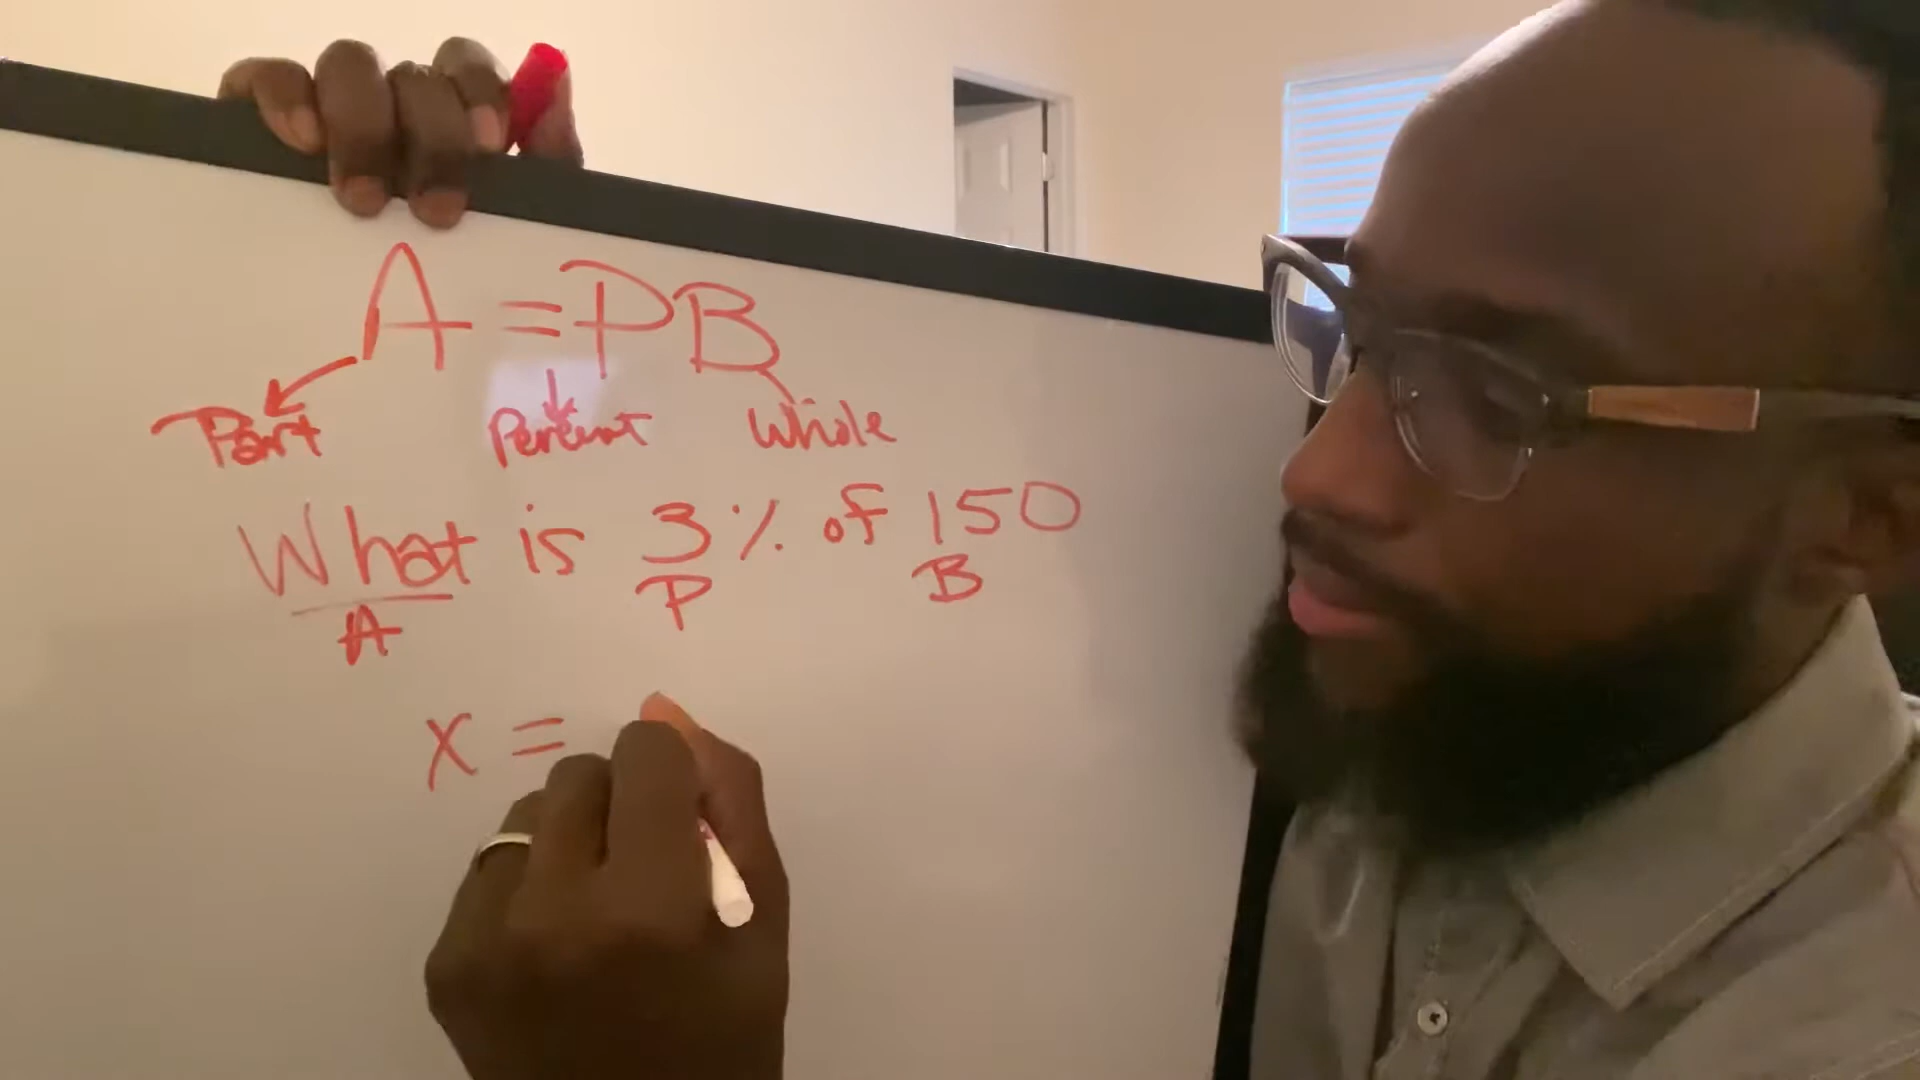 A = PB
Part Percent Whole
What is 3% of 150
A P B
x =